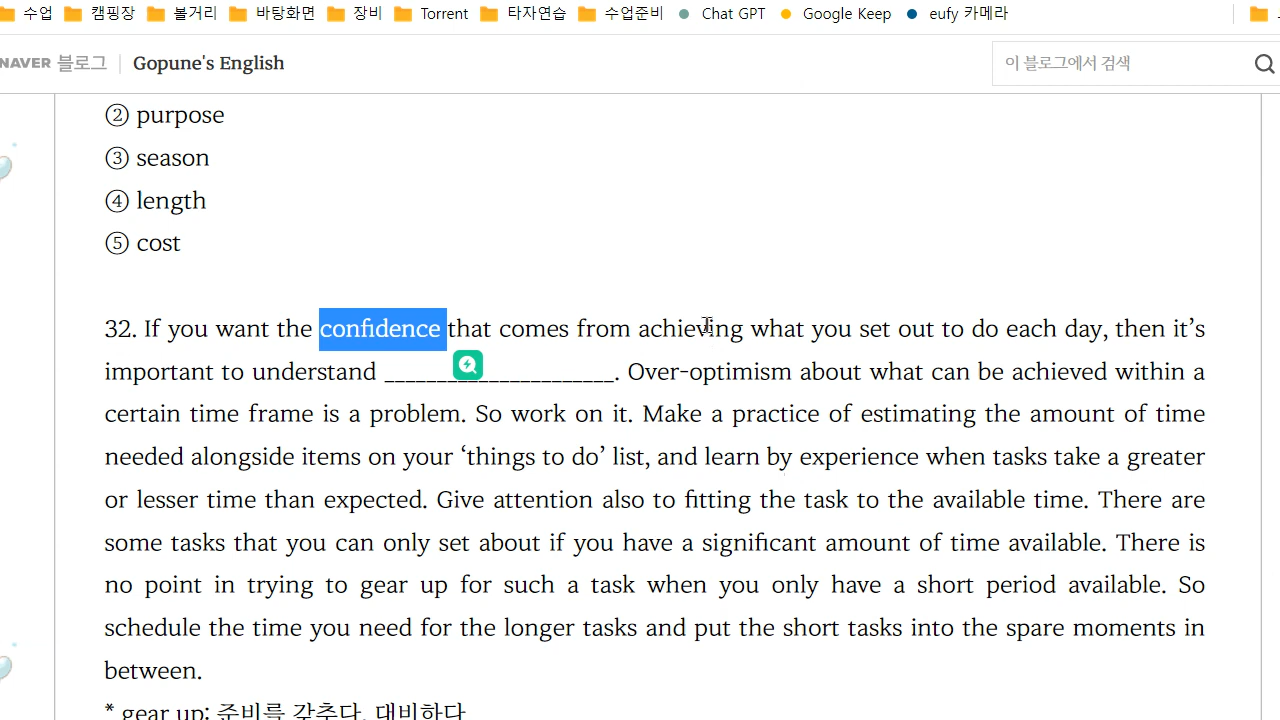 수업 캠핑장 볼거리 바탕화면 장비 Torrent 타자연습 수업준비 Chat GPT Google Keep eufy 카메라
NAVER 블로그 Gopune's English 이 블로그에서 검색
② purpose
③ season
④ length
⑤ cost
32. If you want the confidence that comes from achieving what you set out to do each day, then it’s
important to understand ______________________. Over-optimism about what can be achieved within a
certain time frame is a problem. So work on it. Make a practice of estimating the amount of time
needed alongside items on your ‘things to do’ list, and learn by experience when tasks take a greater
or lesser time than expected. Give attention also to fitting the task to the available time. There are
some tasks that you can only set about if you have a significant amount of time available. There is
no point in trying to gear up for such a task when you only have a short period available. So
schedule the time you need for the longer tasks and put the short tasks into the spare moments in
between.
* gear up: 준비를 갖추다, 대비하다